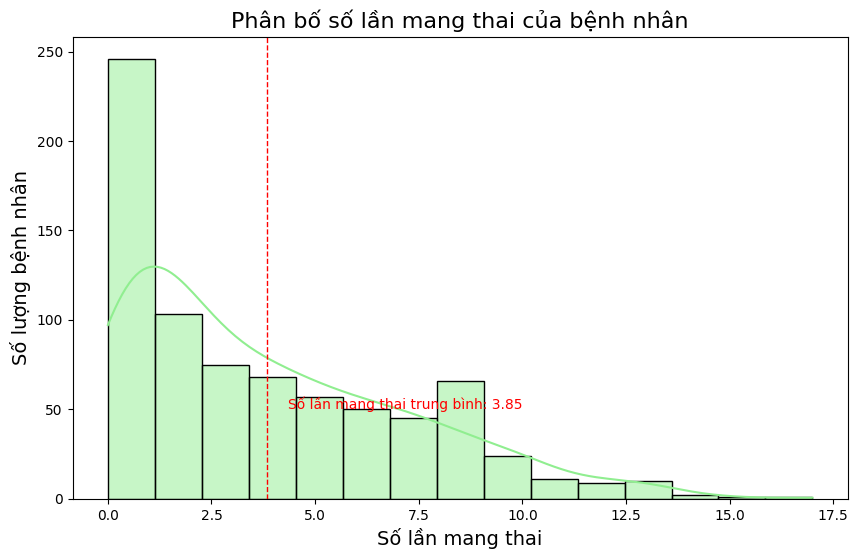 Phân bố số lần mang thai của bệnh nhân
Số lượng bệnh nhân
250
200
150
100
50
0
Số lần mang thai trung bình: 3.85
0.0 2.5 5.0 7.5 10.0 12.5 15.0 17.5
Số lần mang thai